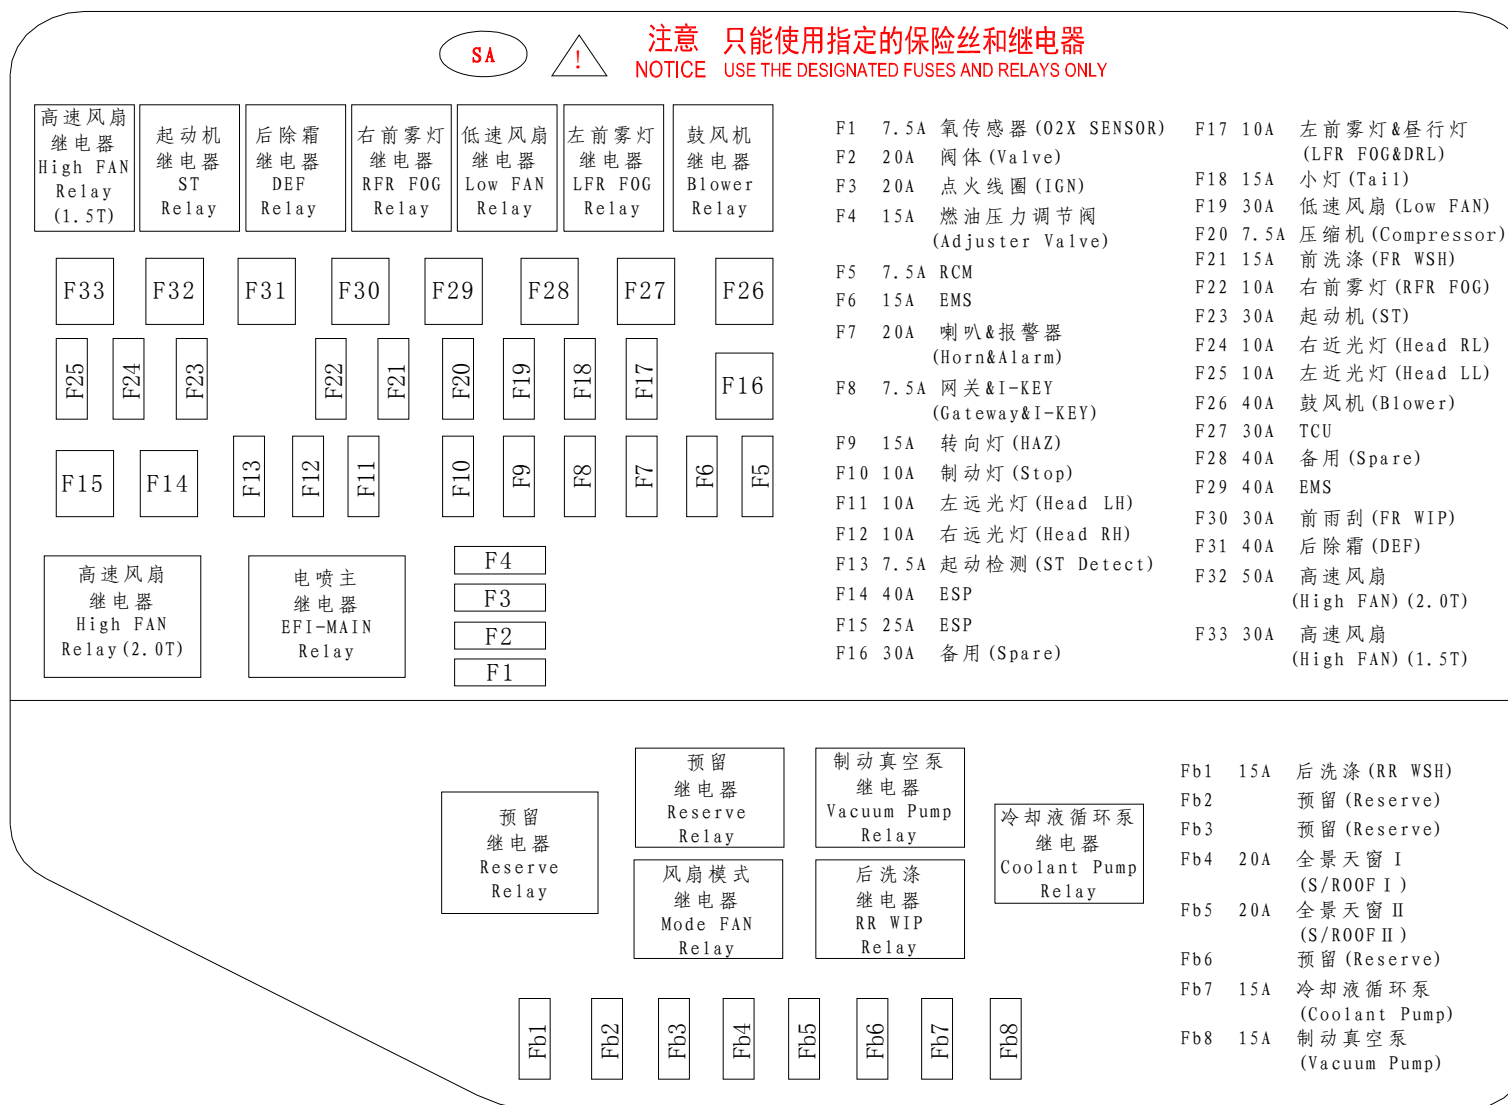 SA
!
注意 只能使用指定的保险丝和继电器
NOTICE USE THE DESIGNATED FUSES AND RELAYS ONLY
高速风扇
继电器
High FAN
Relay
(1.5T)
起动机
继电器
ST
Relay
后除霜
继电器
DEF
Relay
右前雾灯
继电器
RFR FOG
Relay
低速风扇
继电器
Low FAN
Relay
左前雾灯
继电器
LFR FOG
Relay
鼓风机
继电器
Blower
Relay
F33 F32 F31 F30 F29 F28 F27 F26
F25 F24 F23 F22 F21 F20 F19 F18 F17 F16
F15 F14 F13 F12 F11 F10 F9 F8 F7 F6 F5
高速风扇
继电器
High FAN
Relay(2.0T)
电喷主
继电器
EFI-MAIN
Relay
F4
F3
F2
F1
F1 7.5A 氧传感器(O2X SENSOR)
F2 20A 阀体(Valve)
F3 20A 点火线圈(IGN)
F4 15A 燃油压力调节阀
(Adjuster Valve)
F5 7.5A RCM
F6 15A EMS
F7 20A 喇叭&报警器
(Horn&Alarm)
F8 7.5A 网关&I-KEY
(Gateway&I-KEY)
F9 15A 转向灯(HAZ)
F10 10A 制动灯(Stop)
F11 10A 左远光灯(Head LH)
F12 10A 右远光灯(Head RH)
F13 7.5A 起动检测(ST Detect)
F14 40A ESP
F15 25A ESP
F16 30A 备用(Spare)
F17 10A 左前雾灯&昼行灯
(LFR FOG&DRL)
F18 15A 小灯(Tail)
F19 30A 低速风扇(Low FAN)
F20 7.5A 压缩机(Compressor)
F21 15A 前洗涤(FR WSH)
F22 10A 右前雾灯(RFR FOG)
F23 30A 起动机(ST)
F24 10A 右近光灯(Head RL)
F25 10A 左近光灯(Head LL)
F26 40A 鼓风机(Blower)
F27 30A TCU
F28 40A 备用(Spare)
F29 40A EMS
F30 30A 前雨刮(FR WIP)
F31 40A 后除霜(DEF)
F32 50A 高速风扇
(High FAN)(2.0T)
F33 30A 高速风扇
(High FAN)(1.5T)
预留
继电器
Reserve
Relay
预留
继电器
Reserve
Relay
制动真空泵
继电器
Vacuum Pump
Relay
冷却液循环泵
继电器
Coolant Pump
Relay
风扇模式
继电器
Mode FAN
Relay
后洗涤
继电器
RR WIP
Relay
Fb1 Fb2 Fb3 Fb4 Fb5 Fb6 Fb7 Fb8
Fb1 15A 后洗涤(RR WSH)
Fb2 预留(Reserve)
Fb3 预留(Reserve)
Fb4 20A 全景天窗Ⅰ
(S/ROOFⅠ)
Fb5 20A 全景天窗Ⅱ
(S/ROOFⅡ)
Fb6 预留(Reserve)
Fb7 15A 冷却液循环泵
(Coolant Pump)
Fb8 15A 制动真空泵
(Vacuum Pump)